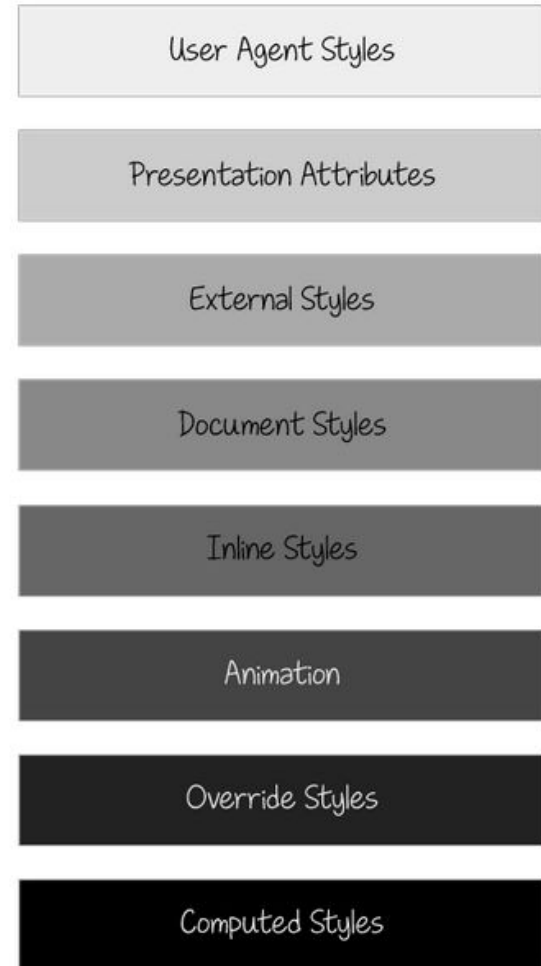 User Agent Styles
Presentation Attributes
External Styles
Document Styles
Inline Styles
Animation
Override Styles
Computed Styles